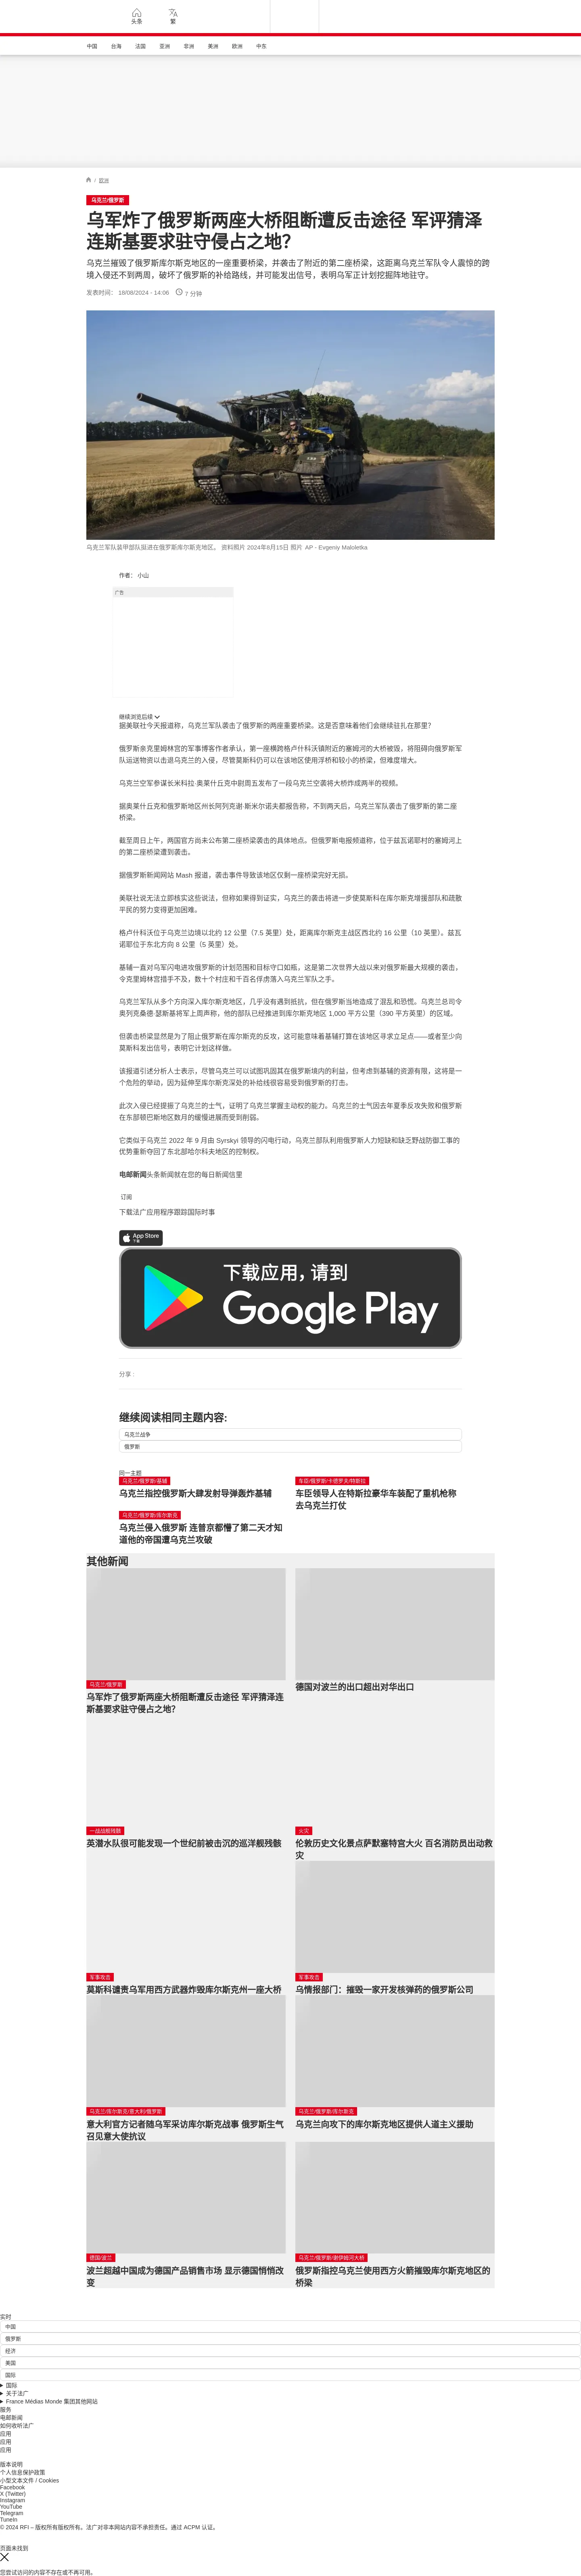 头条
繁
中国
台海
法国
亚洲
非洲
美洲
欧洲
中东
/ 欧洲
乌克兰/俄罗斯
乌军炸了俄罗斯两座大桥阻断遭反击途径 军评猜泽
连斯基要求驻守侵占之地?
乌克兰摧毁了俄罗斯库尔斯克地区的一座重要桥梁，并袭击了附近的第二座桥梁，这距离乌克兰军队令人震惊的跨
境入侵还不到两周，破坏了俄罗斯的补给路线，并可能发出信号，表明乌军正计划挖掘阵地驻守。
发表时间： 18/08/2024 - 14:06
7 分钟
乌克兰军队装甲部队挺进在俄罗斯库尔斯克地区。 资料照片 2024年8月15日 照片 AP - Evgeniy Maloletka
作者： 小山
广告
继续浏览后续
据美联社今天报道称，乌克兰军队袭击了俄罗斯的两座重要桥梁。这是否意味着他们会继续驻扎在那里?
俄罗斯亲克里姆林宫的军事博客作者承认，第一座横跨格卢什科沃镇附近的塞姆河的大桥被毁，将阻碍向俄罗斯军
队运送物资以击退乌克兰的入侵，尽管莫斯科仍可以在该地区使用浮桥和较小的桥梁，但难度增大。
乌克兰空军参谋长米科拉·奥莱什丘克中尉周五发布了一段乌克兰空袭将大桥炸成两半的视频。
据奥莱什丘克和俄罗斯地区州长阿列克谢·斯米尔诺夫都报告称，不到两天后，乌克兰军队袭击了俄罗斯的第二座
桥梁。
截至周日上午，两国官方尚未公布第二座桥梁袭击的具体地点。但俄罗斯电报频道称，位于兹瓦诺耶村的塞姆河上
的第二座桥梁遭到袭击。
据俄罗斯新闻网站 Mash 报道，袭击事件导致该地区仅剩一座桥梁完好无损。
美联社说无法立即核实这些说法，但称如果得到证实，乌克兰的袭击将进一步使莫斯科在库尔斯克增援部队和疏散
平民的努力变得更加困难。
格卢什科沃位于乌克兰边境以北约 12 公里（7.5 英里）处，距离库尔斯克主战区西北约 16 公里（10 英里）。兹瓦
诺耶位于东北方向 8 公里（5 英里）处。
基辅一直对乌军闪电进攻俄罗斯的计划范围和目标守口如瓶，这是第二次世界大战以来对俄罗斯最大规模的袭击，
令克里姆林宫措手不及，数十个村庄和千百名俘虏落入乌克兰军队之手。
乌克兰军队从多个方向深入库尔斯克地区，几乎没有遇到抵抗，但在俄罗斯当地造成了混乱和恐慌。乌克兰总司令
奥列克桑德·瑟斯基将军上周声称，他的部队已经推进到库尔斯克地区 1,000 平方公里（390 平方英里）的区域。
但袭击桥梁显然是为了阻止俄罗斯在库尔斯克的反攻，这可能意味着基辅打算在该地区寻求立足点——或者至少向
莫斯科发出信号，表明它计划这样做。
该报道引述分析人士表示，尽管乌克兰可以试图巩固其在俄罗斯境内的利益，但考虑到基辅的资源有限，这将是一
个危险的举动，因为延伸至库尔斯克深处的补给线很容易受到俄罗斯的打击。
此次入侵已经提振了乌克兰的士气，证明了乌克兰掌握主动权的能力。乌克兰的士气因去年夏季反攻失败和俄罗斯
在东部顿巴斯地区数月的缓慢进展而受到削弱。
它类似于乌克兰 2022 年 9 月由 Syrskyi 领导的闪电行动，乌克兰部队利用俄罗斯人力短缺和缺乏野战防御工事的
优势重新夺回了东北部哈尔科夫地区的控制权。
电邮新闻头条新闻就在您的每日新闻信里
订阅
下载法广应用程序跟踪国际时事
App Store
下载
下载应用，请到
Google Play
分享 :
继续阅读相同主题内容:
乌克兰战争
俄罗斯
同一主题
乌克兰/俄罗斯/基辅
乌克兰指控俄罗斯大肆发射导弹轰炸基辅
车臣/俄罗斯/卡德罗夫/特斯拉
车臣领导人在特斯拉豪华车装配了重机枪称
去乌克兰打仗
乌克兰/俄罗斯/库尔斯克
乌克兰侵入俄罗斯 连普京都懵了第二天才知
道他的帝国遭乌克兰攻破
其他新闻
乌克兰/俄罗斯
乌军炸了俄罗斯两座大桥阻断遭反击途径 军评猜泽连
斯基要求驻守侵占之地?
德国对波兰的出口超出对华出口
一战战舰残骸
英潜水队很可能发现一个世纪前被击沉的巡洋舰残骸
火灾
伦敦历史文化景点萨默塞特宫大火 百名消防员出动救
灾
军事攻击
莫斯科谴责乌军用西方武器炸毁库尔斯克州一座大桥
军事攻击
乌情报部门：摧毁一家开发核弹药的俄罗斯公司
乌克兰/库尔斯克/意大利/俄罗斯
意大利官方记者随乌军采访库尔斯克战事 俄罗斯生气
召见意大使抗议
乌克兰/俄罗斯/库尔斯克
乌克兰向攻下的库尔斯克地区提供人道主义援助
德国/波兰
波兰超越中国成为德国产品销售市场 显示德国悄悄改
变
乌克兰/俄罗斯/谢伊姆河大桥
俄罗斯指控乌克兰使用西方火箭摧毁库尔斯克地区的
桥梁
实时
中国
俄罗斯
经济
美国
国际
国际
关于法广
France Médias Monde 集团其他网站
服务
电邮新闻
如何收听法广
应用
应用
应用
版本说明
个人信息保护政策
小型文本文件 / Cookies
Facebook
X (Twitter)
Instagram
YouTube
Telegram
TuneIn
© 2024 RFI – 版权所有版权所有。法广对非本网站内容不承担责任。通过 ACPM 认证。
页面未找到
您尝试访问的内容不存在或不再可用。